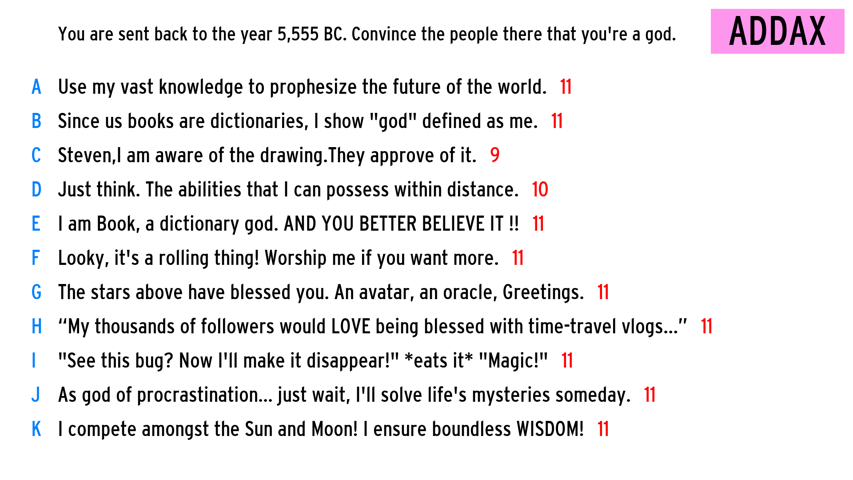 You are sent back to the year 5,555 BC. Convince the people there that you're a god.
ADDAX
A Use my vast knowledge to prophesize the future of the world. 11
B Since us books are dictionaries, I show "god" defined as me. 11
C Steven,I am aware of the drawing.They approve of it. 9
D Just think. The abilities that I can possess within distance. 10
E I am Book, a dictionary god. AND YOU BETTER BELIEVE IT !! 11
F Looky, it's a rolling thing! Worship me if you want more. 11
G The stars above have blessed you. An avatar, an oracle, Greetings. 11
H “My thousands of followers would LOVE being blessed with time-travel vlogs...” 11
I "See this bug? Now I'll make it disappear!" *eats it* "Magic!" 11
J As god of procrastination... just wait, I'll solve life's mysteries someday. 11
K I compete amongst the Sun and Moon! I ensure boundless WISDOM! 11